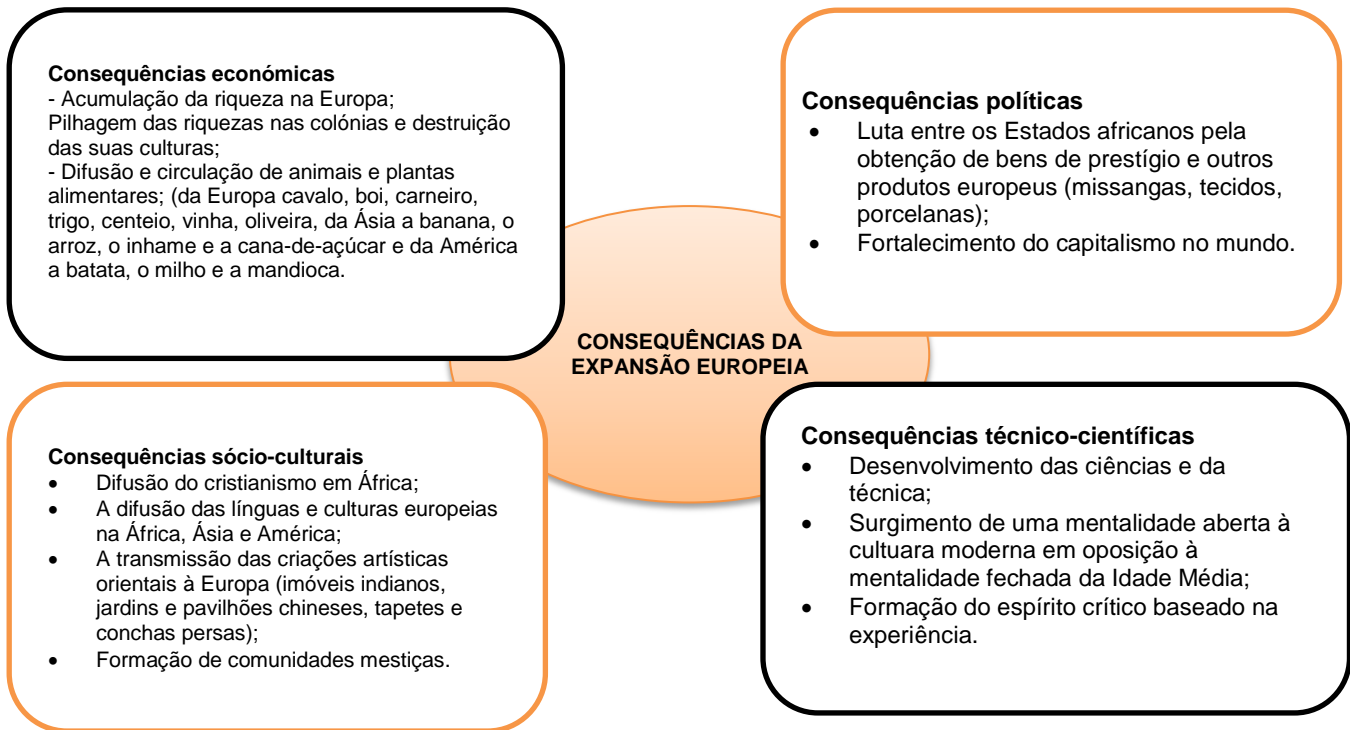 Consequências económicas
- Acumulação da riqueza na Europa;
Pilhagem das riquezas nas colónias e destruição
das suas culturas;
- Difusão e circulação de animais e plantas
alimentares; (da Europa cavalo, boi, carneiro,
trigo, centeio, vinha, oliveira, da Ásia a banana, o
arroz, o inhame e a cana-de-açúcar e da América
a batata, o milho e a mandioca.
Consequências políticas
• Luta entre os Estados africanos pela
obtenção de bens de prestígio e outros
produtos europeus (missangas, tecidos,
porcelanas);
• Fortalecimento do capitalismo no mundo.
CONSEQUÊNCIAS DA
EXPANSÃO EUROPEIA
Consequências sócio-culturais
• Difusão do cristianismo em África;
• A difusão das línguas e culturas europeias
na África, Ásia e América;
• A transmissão das criações artísticas
orientais à Europa (imóveis indianos,
jardins e pavilhões chineses, tapetes e
conchas persas);
• Formação de comunidades mestiças.
Consequências técnico-científicas
• Desenvolvimento das ciências e da
técnica;
• Surgimento de uma mentalidade aberta à
cultuara moderna em oposição à
mentalidade fechada da Idade Média;
• Formação do espírito crítico baseado na
experiência.